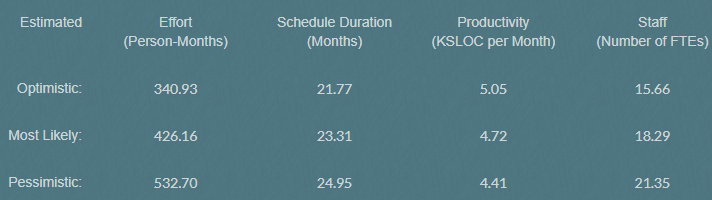 Estimated Effort Schedule Duration Productivity Staff
(Person-Months) (Months) (KSLOC per Month) (Number of FTEs)
Optimistic: 340.93 21.77 5.05 15.66
Most Likely: 426.16 23.31 4.72 18.29
Pessimistic: 532.70 24.95 4.41 21.35